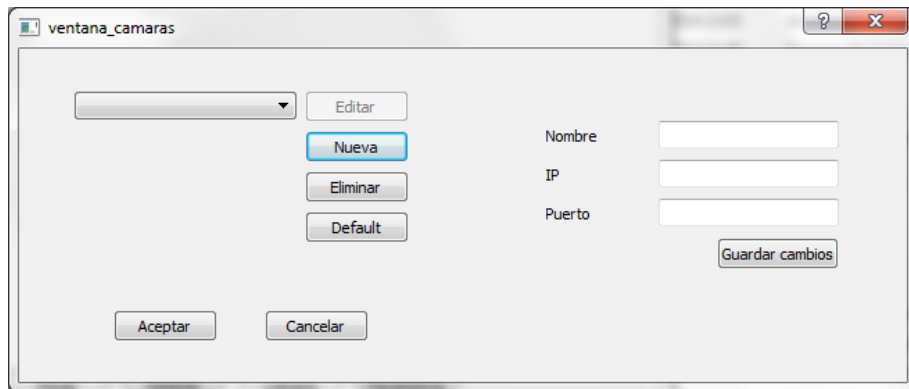 ventana_camaras
?
Editar
Nueva
Eliminar
Default
Nombre
IP
Puerto
Guardar cambios
Aceptar
Cancelar